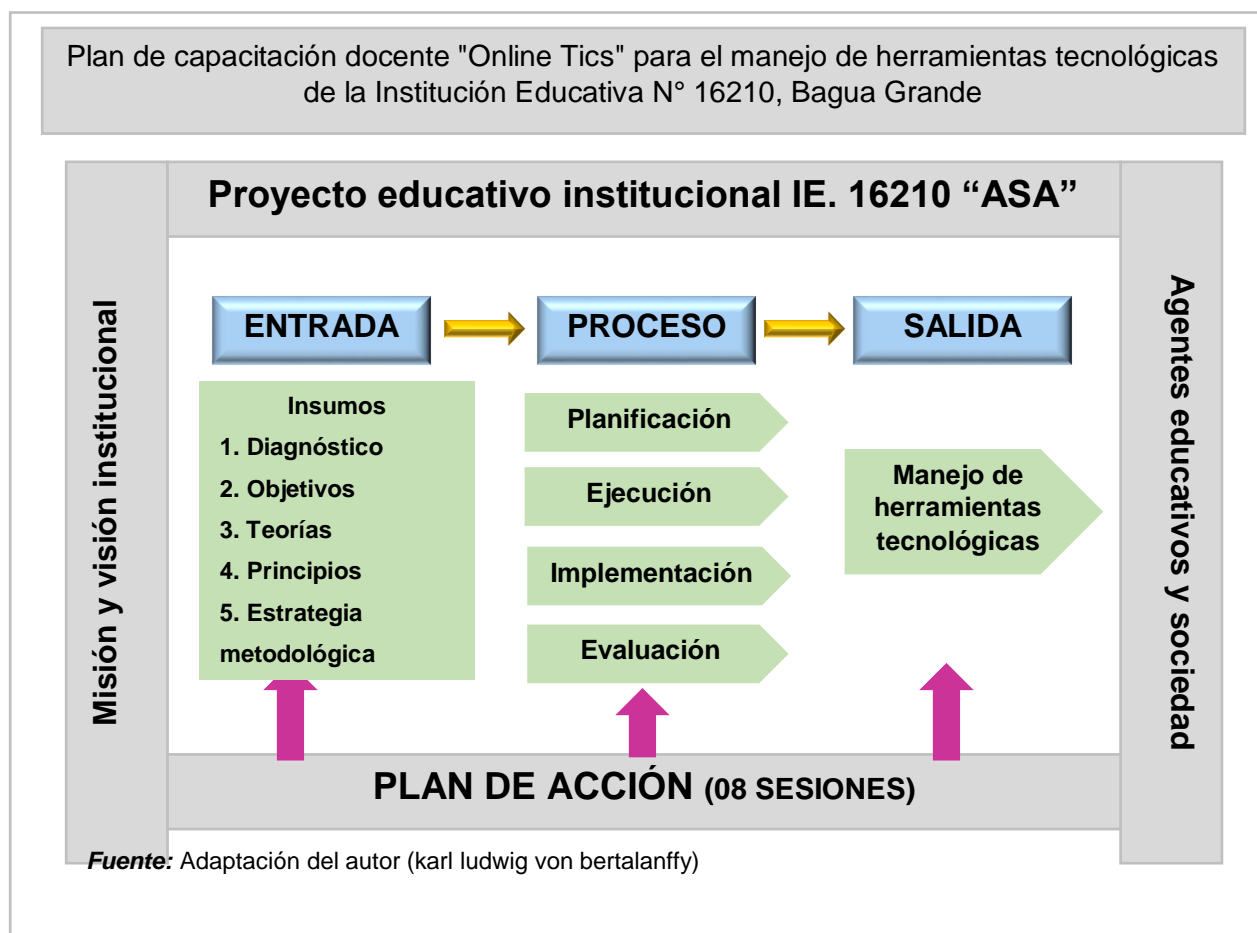 Plan de capacitación docente "Online Tics" para el manejo de herramientas tecnológicas
de la Institución Educativa N° 16210, Bagua Grande
Proyecto educativo institucional IE. 16210 “ASA”
Misión y visión institucional
ENTRADA
PROCESO
SALIDA
Insumos
1. Diagnóstico
2. Objetivos
3. Teorías
4. Principios
5. Estrategia
metodológica
Planificación
Ejecución
Implementación
Evaluación
Manejo de
herramientas
tecnológicas
Agentes educativos y sociedad
PLAN DE ACCIÓN (08 SESIONES)
Fuente: Adaptación del autor (karl ludwig von bertalanffy)